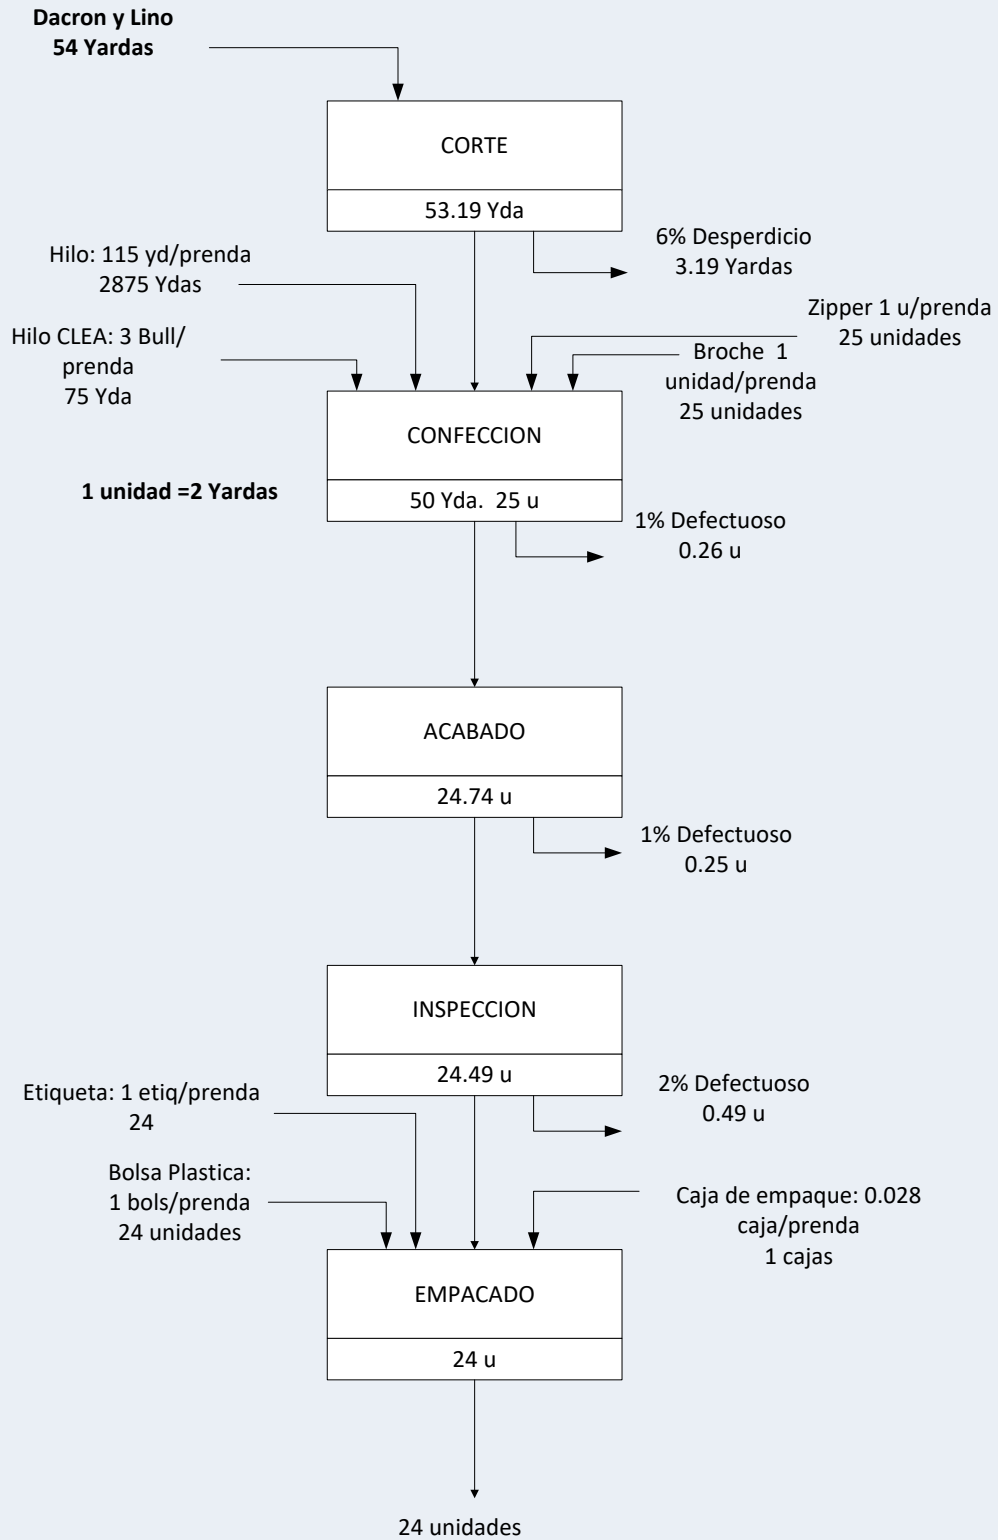 Dacron y Lino
54 Yardas
CORTE
53.19 Yda
6% Desperdicio
3.19 Yardas
Hilo: 115 yd/prenda
2875 Ydas
Hilo CLEA: 3 Bull/
prenda
75 Yda
Zipper 1 u/prenda
25 unidades
Broche 1
unidad/prenda
25 unidades
CONFECCION
50 Yda. 25 u
1 unidad =2 Yardas
1% Defectuoso
0.26 u
ACABADO
24.74 u
1% Defectuoso
0.25 u
INSPECCION
24.49 u
2% Defectuoso
0.49 u
Etiqueta: 1 etiq/prenda
24
Bolsa Plastica:
1 bols/prenda
24 unidades
Caja de empaque: 0.028
caja/prenda
1 cajas
EMPACADO
24 u
24 unidades